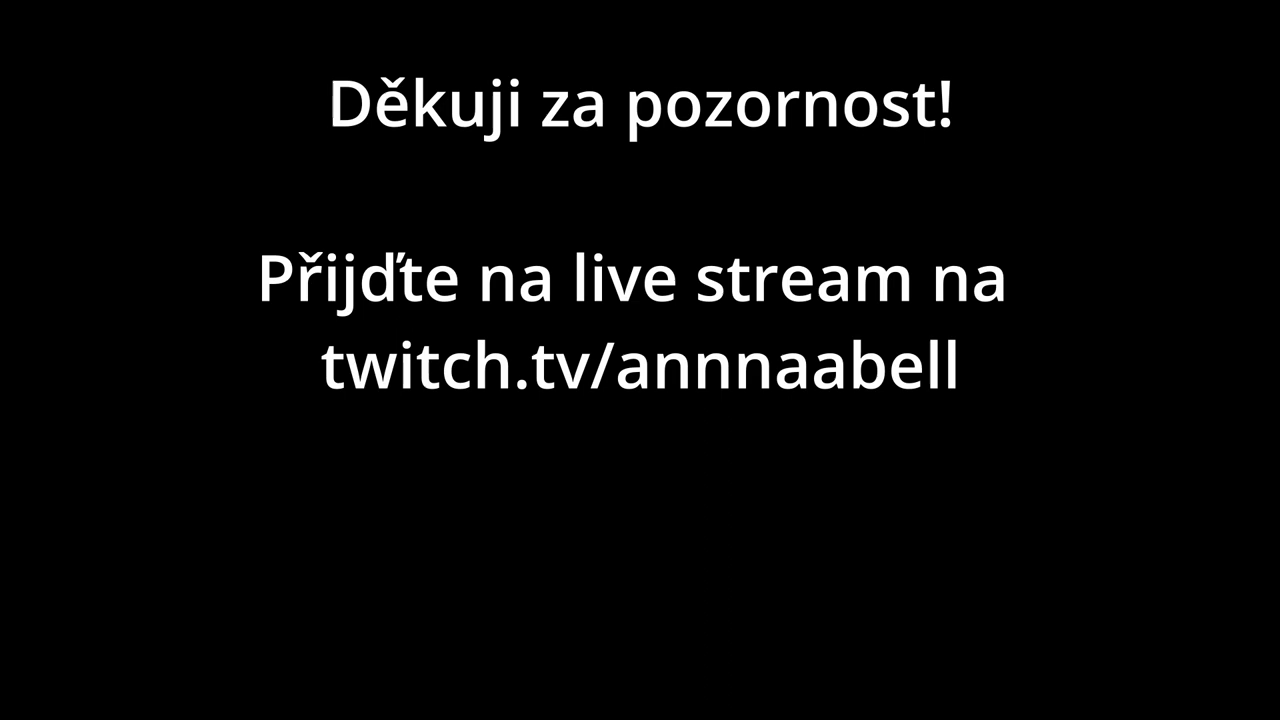 Děkuji za pozornost!
Přijďte na live stream na
twitch.tv/annnaabell